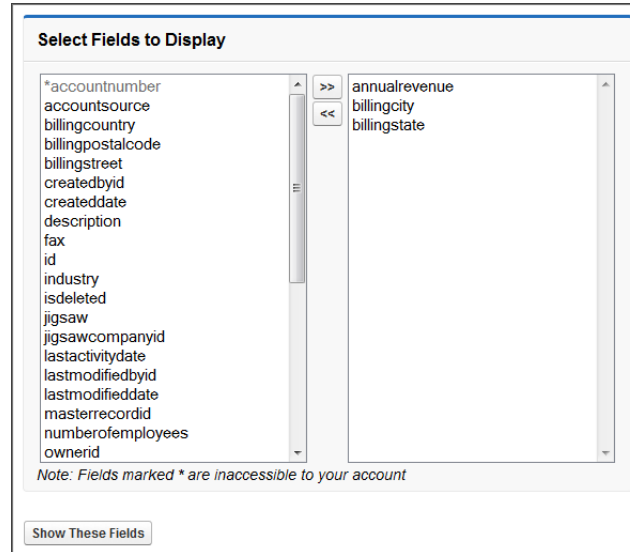 Select Fields to Display
*accountnumber
accountsource
billingcountry
billingpostalcode
billingstreet
createdbyid
createddate
description
fax
id
industry
isdeleted
jigsaw
jigsawcompanyid
lastactivitydate
lastmodifiedbyid
lastmodifieddate
masterrecordid
numberofemployees
ownerid
>>
<<
annualrevenue
billingcity
billingstate
Note: Fields marked * are inaccessible to your account
Show These Fields